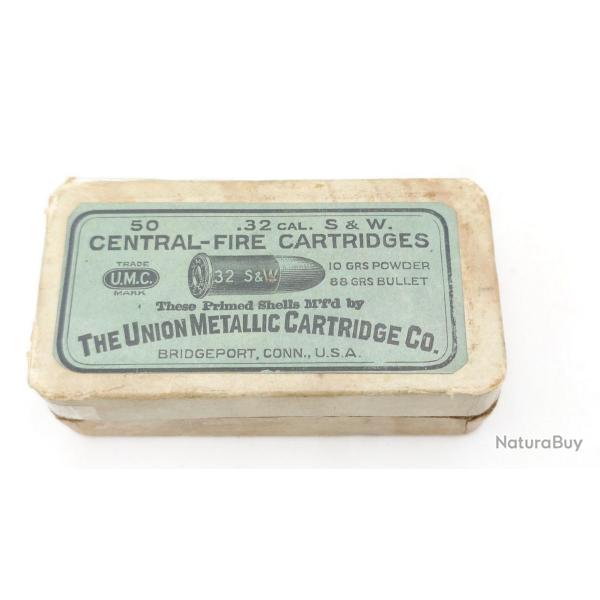 50 .32 CAL. S & W.
CENTRAL-FIRE CARTRIDGES
TRADE
U.M.C.
MARK
32 S&W
10 GRS POWDER
88 GRS BULLET
These Primed Shells M'f'd by
THE UNION METALLIC CARTRIDGE CO.
BRIDGEPORT, CONN., U.S.A.
NaturaBuy